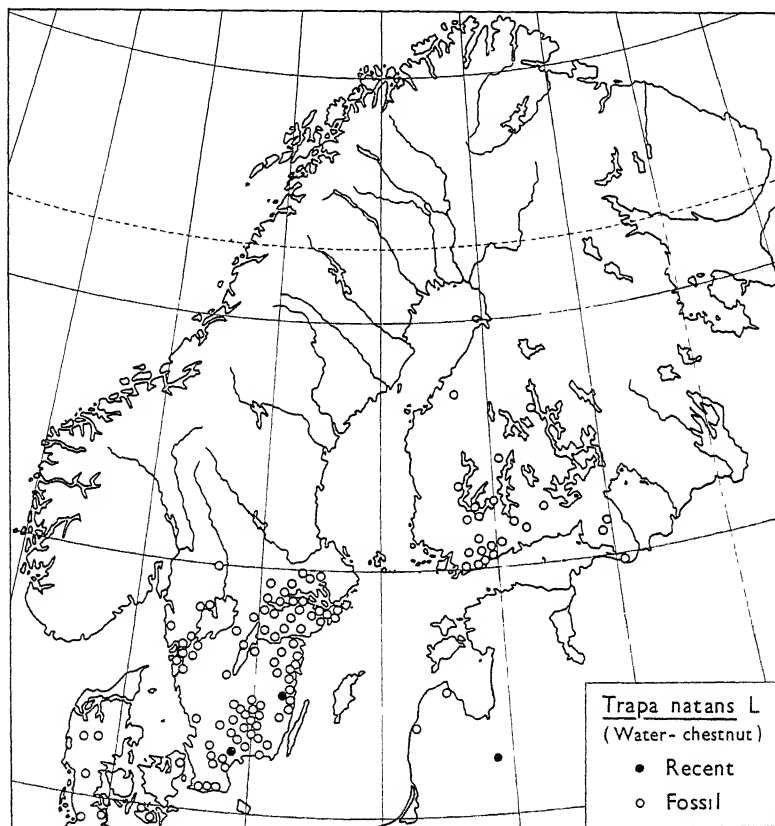 Trapa natans L
(Water- chestnut)
● Recent
○ Fossil